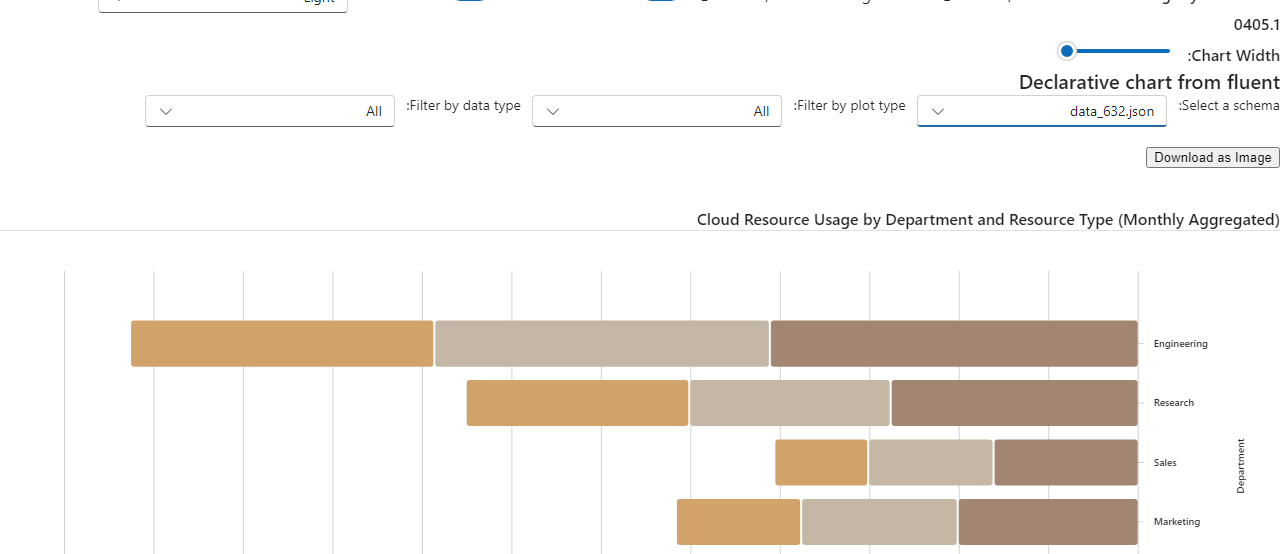 Light
0405.1
:Chart Width
Declarative chart from fluent
:Select a schema
data_632.json
:Filter by plot type
All
:Filter by data type
All
Download as Image
Cloud Resource Usage by Department and Resource Type (Monthly Aggregated)
Engineering
Research
Sales
Marketing
Department